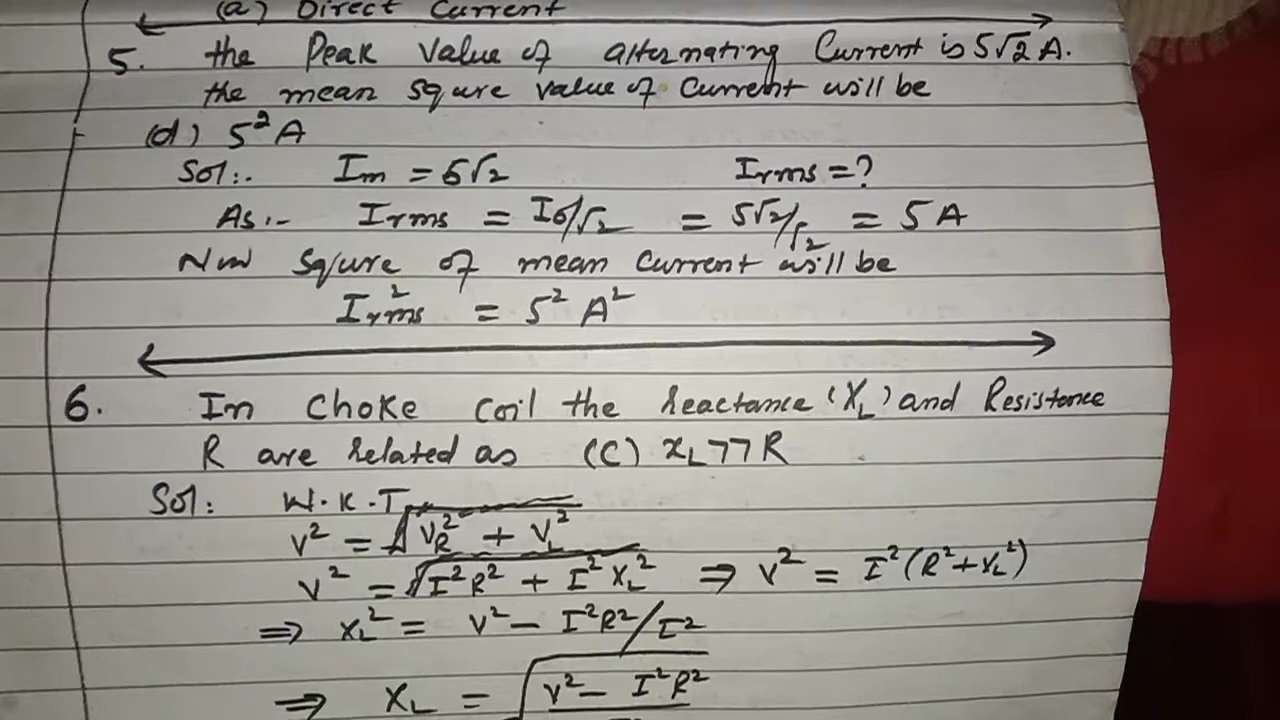 (a) Direct Current
5. the Peak Value of alternating Current is 5√2 A.
the mean squre value of Current will be
(d) 5² A
Sol:. Im = 5√2 Irms = ?
As :- Irms = Io/√2 = 5√2/√2 = 5 A
Now squre of mean Current will be
I²rms = 5² A²
6. In Choke coil the reactance (XL) and Resistance
R are related as (C) XL >> R
Sol: W.K.T
V² = √VR² + VL²
V² = √I²R² + I²XL² ⇒ V² = I²(R²+XL²)
⇒ XL² = V² – I²R²/I²
⇒ XL = √V² – I²R²